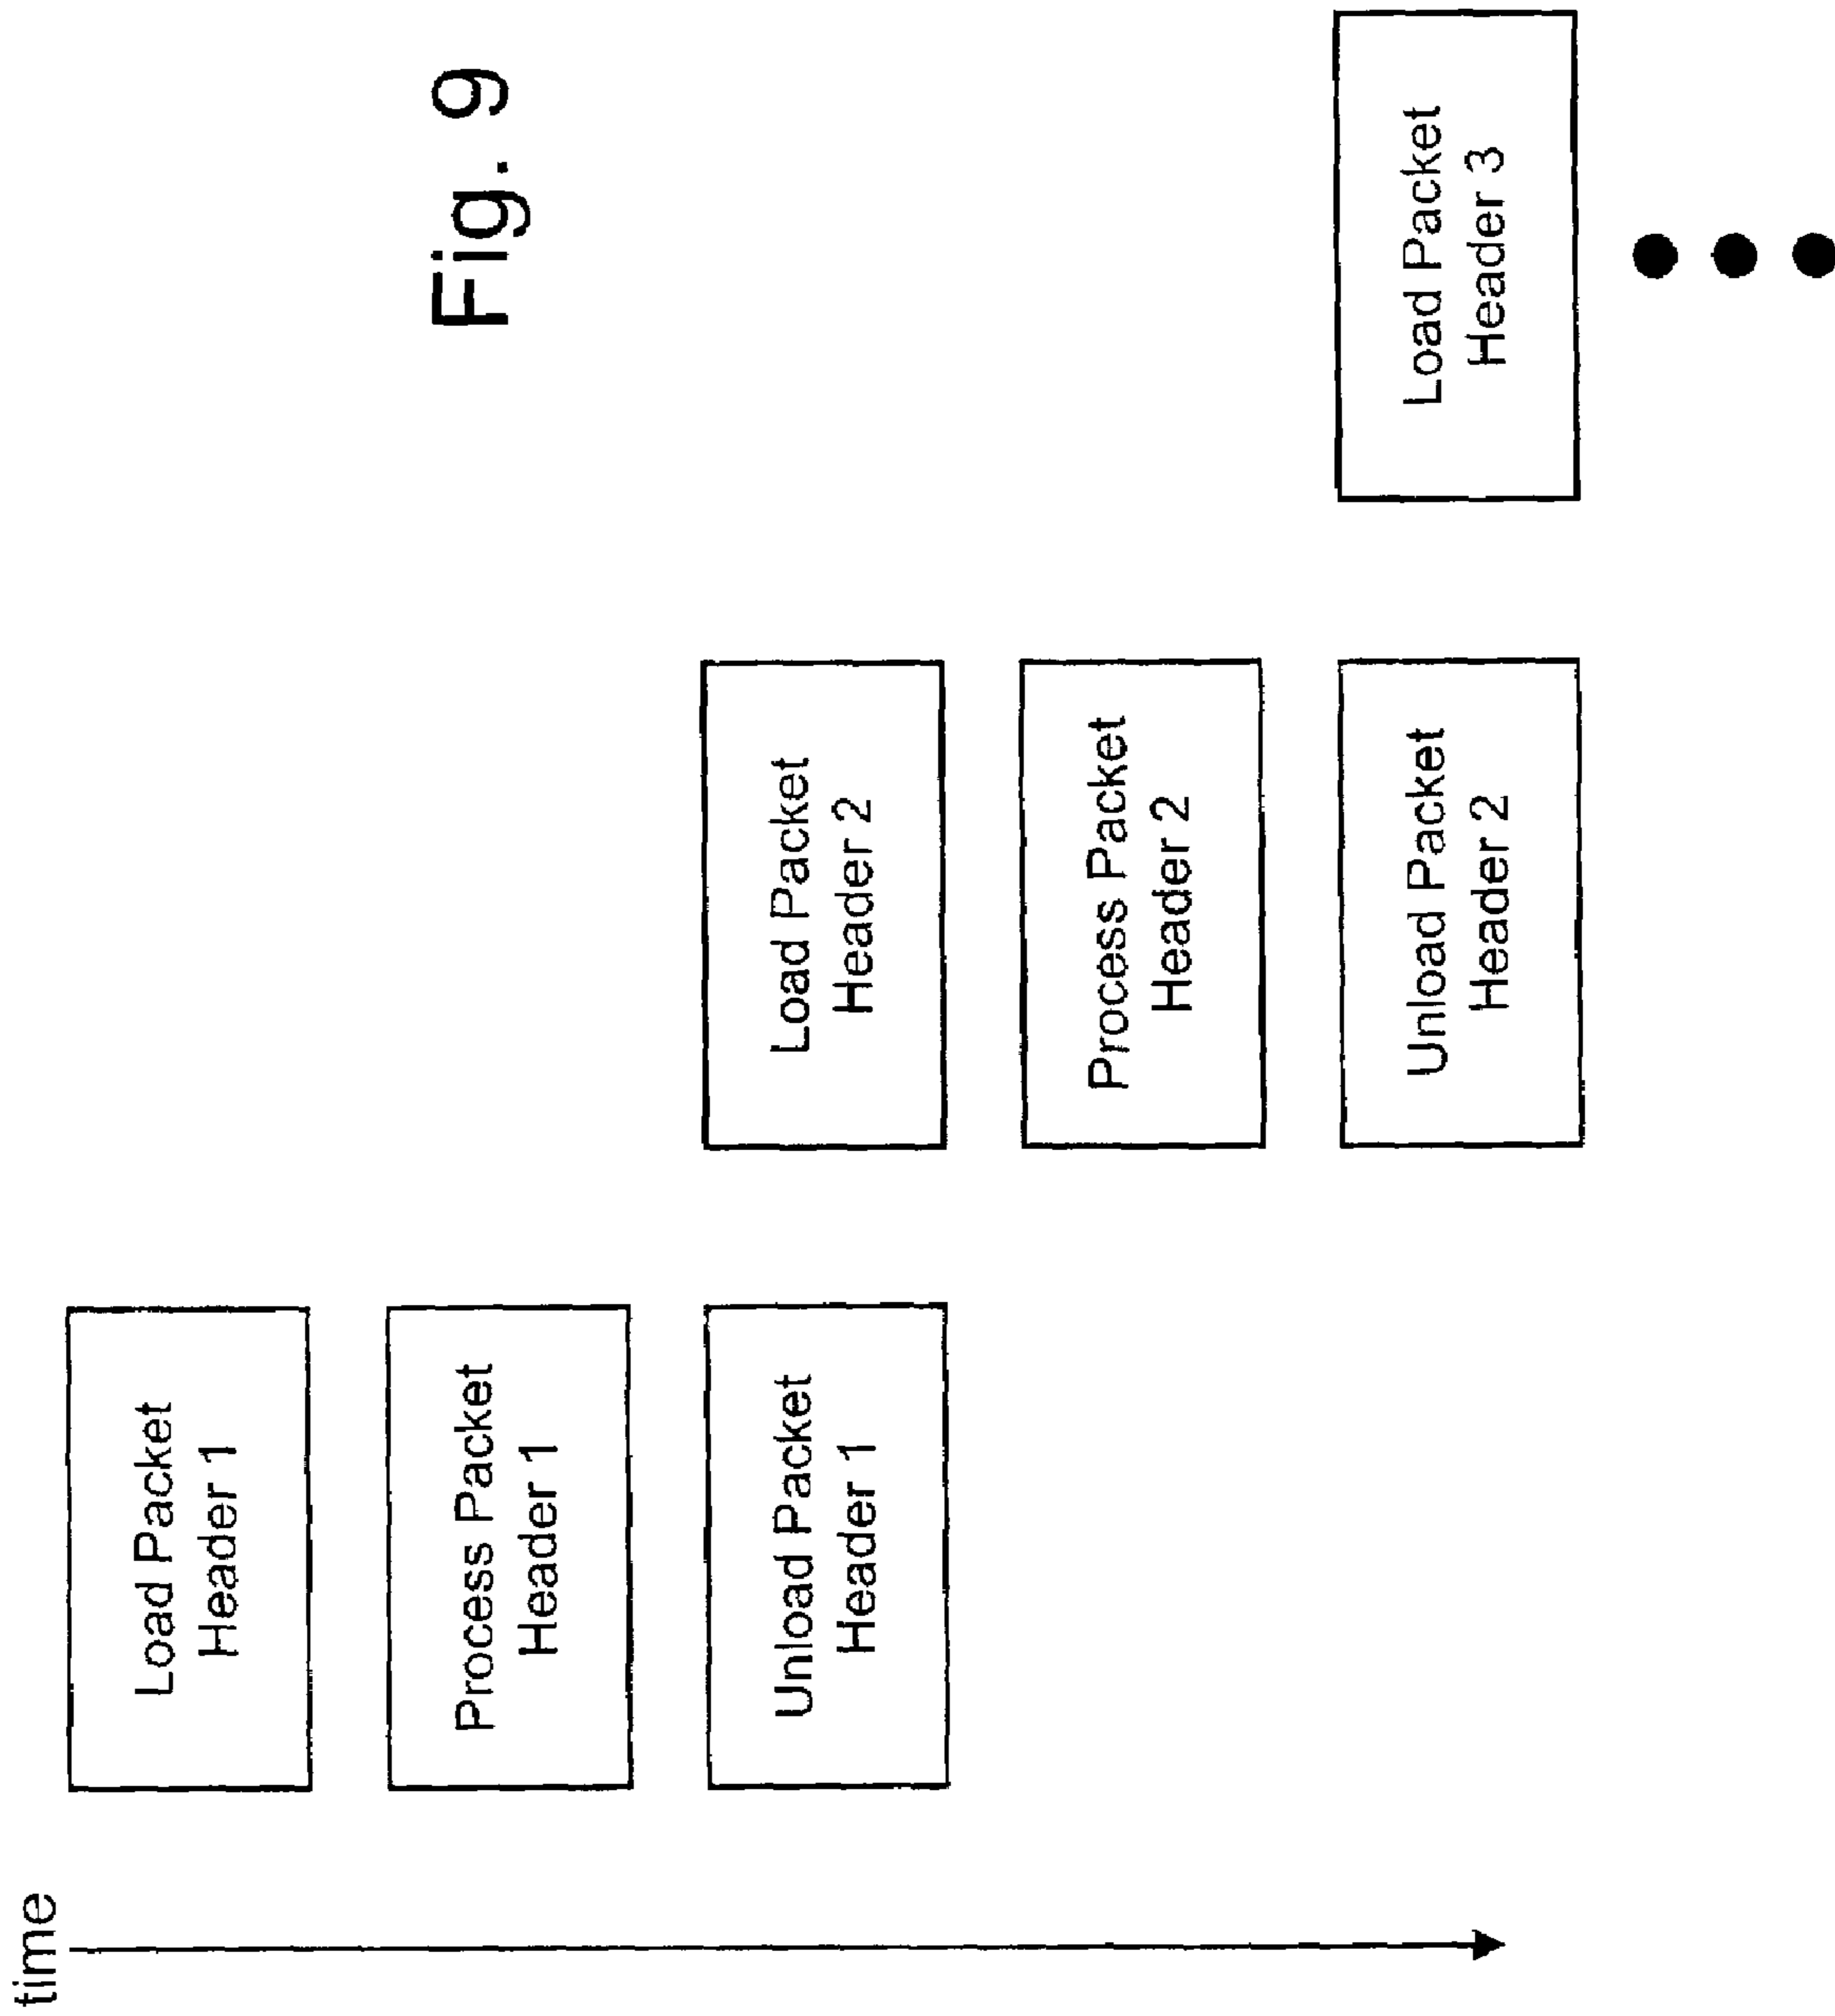 Fig. 9
time
Load Packet
Header 1
Process Packet
Header 1
Unload Packet
Header 1
Load Packet
Header 2
Process Packet
Header 2
Unload Packet
Header 2
Load Packet
Header 3